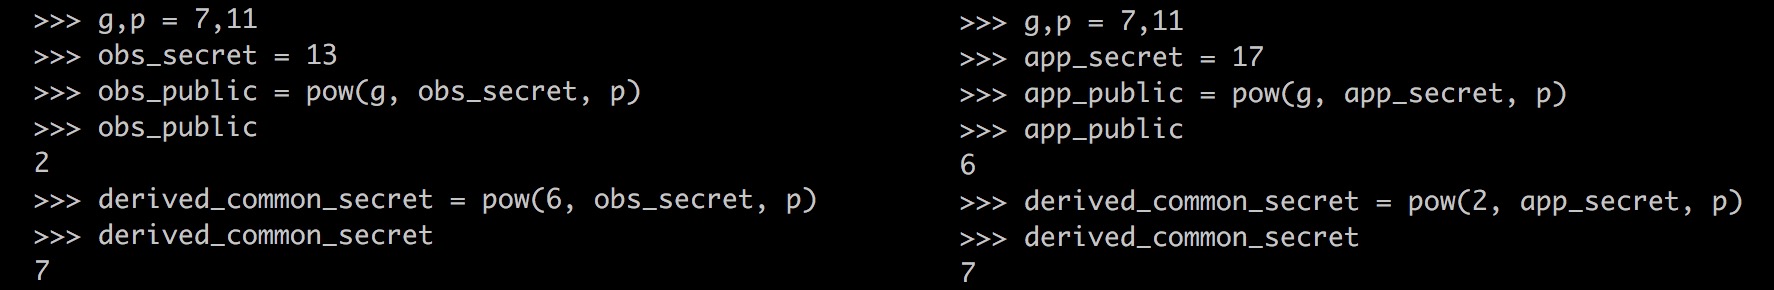 >>> g,p = 7,11
>>> obs_secret = 13
>>> obs_public = pow(g, obs_secret, p)
>>> obs_public
2
>>> derived_common_secret = pow(6, obs_secret, p)
>>> derived_common_secret
7
>>> g,p = 7,11
>>> app_secret = 17
>>> app_public = pow(g, app_secret, p)
>>> app_public
6
>>> derived_common_secret = pow(2, app_secret, p)
>>> derived_common_secret
7